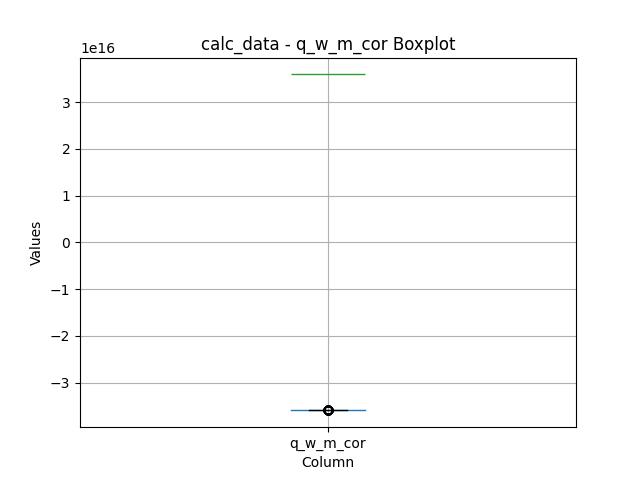 calc_data - q_w_m_cor Boxplot
1e16
3
2
1
0
−1
−2
−3
Values
q_w_m_cor
Column